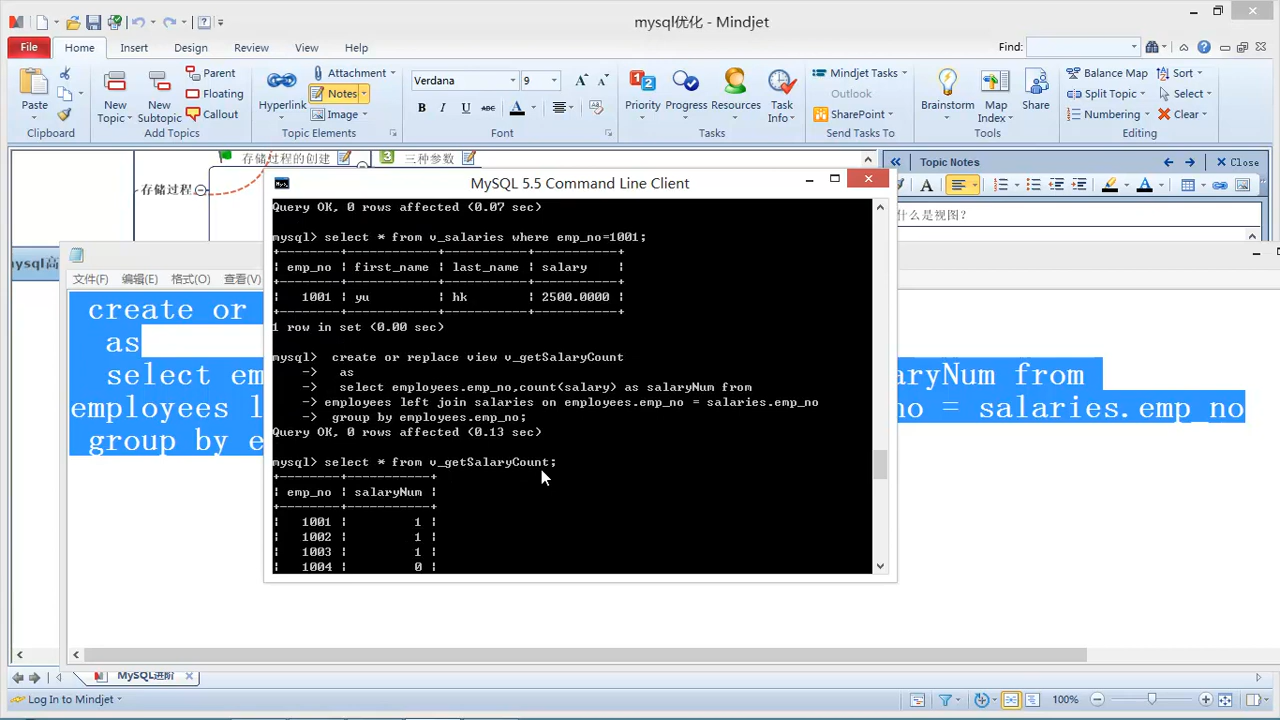 mysql优化 - Mindjet
File Home Insert Design Review View Help
Find:
Paste
Clipboard
New Topic
New Subtopic
Parent
Floating
Callout
Add Topics
Hyperlink
Attachment
Notes
Image
Topic Elements
Verdana 9
B I U abc A
Font
Priority Progress Resources Task Info
Tasks
Mindjet Tasks
Outlook
SharePoint
Send Tasks To
Brainstorm Map Index Share
Tools
Balance Map
Split Topic
Numbering
Sort
Select
Clear
Editing
存储过程的创建
3 三种参数
存储过程
Topic Notes
Close
什么是视图?
mysql高
文件(F) 编辑(E) 格式(O) 查看(V)
create or
as
select em
aryNum from
employees l
no = salaries.emp_no
group by e
MySQL 5.5 Command Line Client
Query OK, 0 rows affected (0.07 sec)
mysql> select * from v_salaries where emp_no=1001;
| emp_no | first_name | last_name | salary |
| 1001 | yu | hk | 2500.0000 |
1 row in set (0.00 sec)
mysql> create or replace view v_getSalaryCount
-> as
-> select employees.emp_no,count(salary) as salaryNum from
-> employees left join salaries on employees.emp_no = salaries.emp_no
-> group by employees.emp_no;
Query OK, 0 rows affected (0.13 sec)
mysql> select * from v_getSalaryCount;
| emp_no | salaryNum |
| 1001 | 1 |
| 1002 | 1 |
| 1003 | 1 |
| 1004 | 0 |
MySQL进阶
Log In to Mindjet
100%